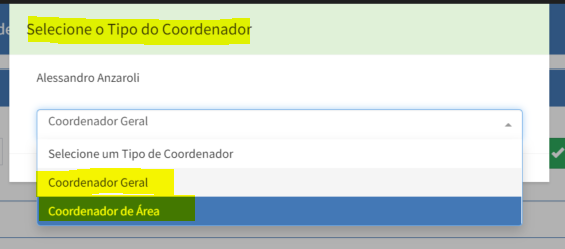 Selecione o Tipo do Coordenador
Alessandro Anzaroli
Coordenador Geral
Selecione um Tipo de Coordenador
Coordenador Geral
Coordenador de Área